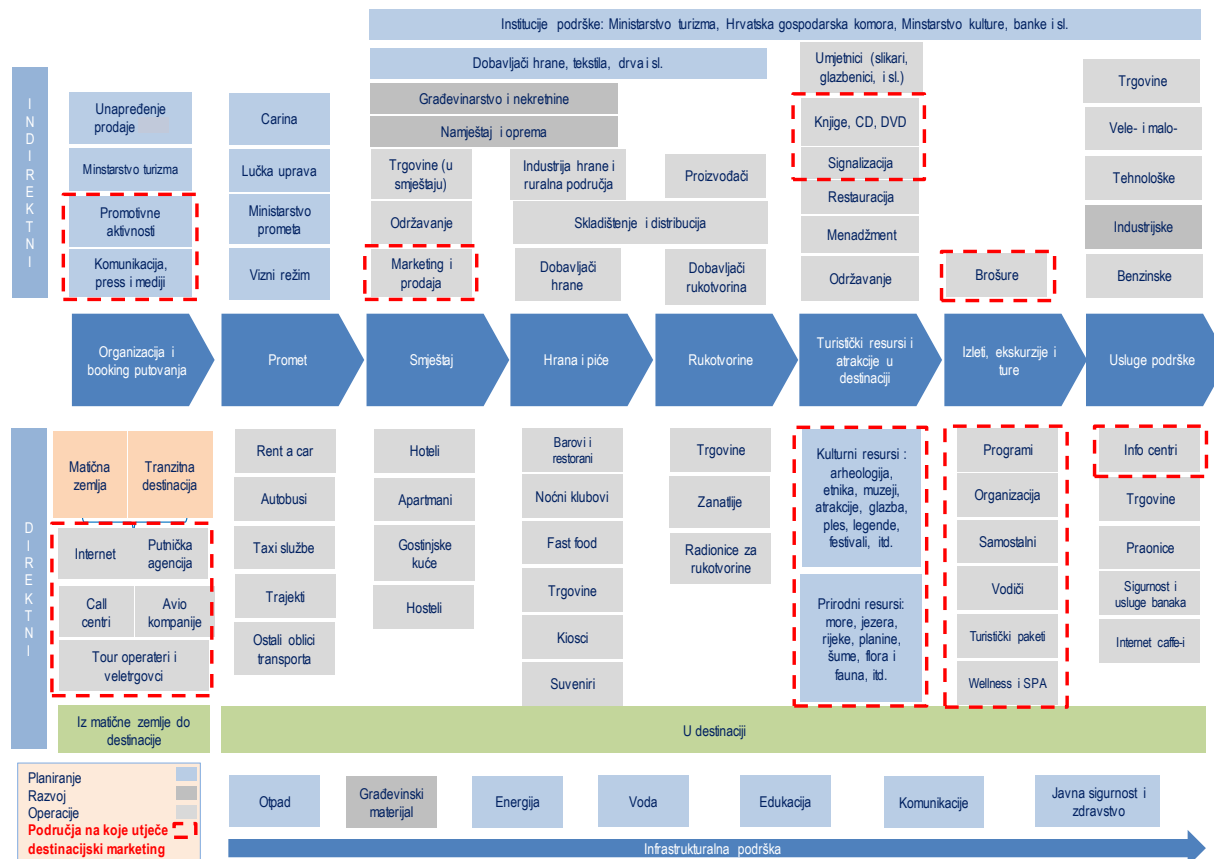 Institucije podrške: Ministarstvo turizma, Hrvatska gospodarska komora, Minstarstvo kulture, banke i sl.
INDIREKTNI
Unapređenje
prodaje
Minstarstvo turizma
Promotivne
aktivnosti
Komunikacija,
press i mediji
Carina
Lučka uprava
Ministarstvo
prometa
Vizni režim
Dobavljači hrane, tekstila, drva i sl.
Građevinarstvo i nekretnine
Namještaj i oprema
Trgovine (u
smještaju)
Održavanje
Marketing i
prodaja
Industrija hrane i
ruralna područja
Proizvođači
Skladištenje i distribucija
Dobavljači
hrane
Dobavljači
rukotvorina
Umjetnici (slikari,
glazbenici, i sl.)
Knjige, CD, DVD
Signalizacija
Restauracija
Menadžment
Održavanje
Brošure
Trgovine
Vele- i malo-
Tehnološke
Industrijske
Benzinske
Organizacija i
booking putovanja
Promet
Smještaj
Hrana i piće
Rukotvorine
Turistički resursi i
atrakcije u
destinaciji
Izleti, ekskurzije i
ture
Usluge podrške
DIREKTNI
Matična
zemlja
Tranzitna
destinacija
Internet
Putnička
agencija
Call
centri
Avio
kompanije
Tour operateri i
veletrgovci
Rent a car
Autobusi
Taxi službe
Trajekti
Ostali oblici
transporta
Hoteli
Apartmani
Gostinjske
kuće
Hosteli
Barovi i
restorani
Noćni klubovi
Fast food
Trgovine
Kiosci
Suveniri
Trgovine
Zanatlije
Radionice za
rukotvorine
Kulturni resursi :
arheologija,
etnika, muzeji,
atrakcije, glazba,
ples, legende,
festivali, itd.
Prirodni resursi:
more, jezera,
rijeke, planine,
šume, flora i
fauna, itd.
Programi
Organizacija
Samostalni
Vodiči
Turistički paketi
Wellness i SPA
Info centri
Trgovine
Praonice
Sigurnost i
usluge banaka
Internet caffe-i
Iz matične zemlje do
destinacije
U destinaciji
Planiranje
Razvoj
Operacije
Područja na koje utječe
destinacijski marketing
Otpad
Građevinski
materijal
Energija
Voda
Edukacija
Komunikacije
Javna sigurnost i
zdravstvo
Infrastrukturalna podrška